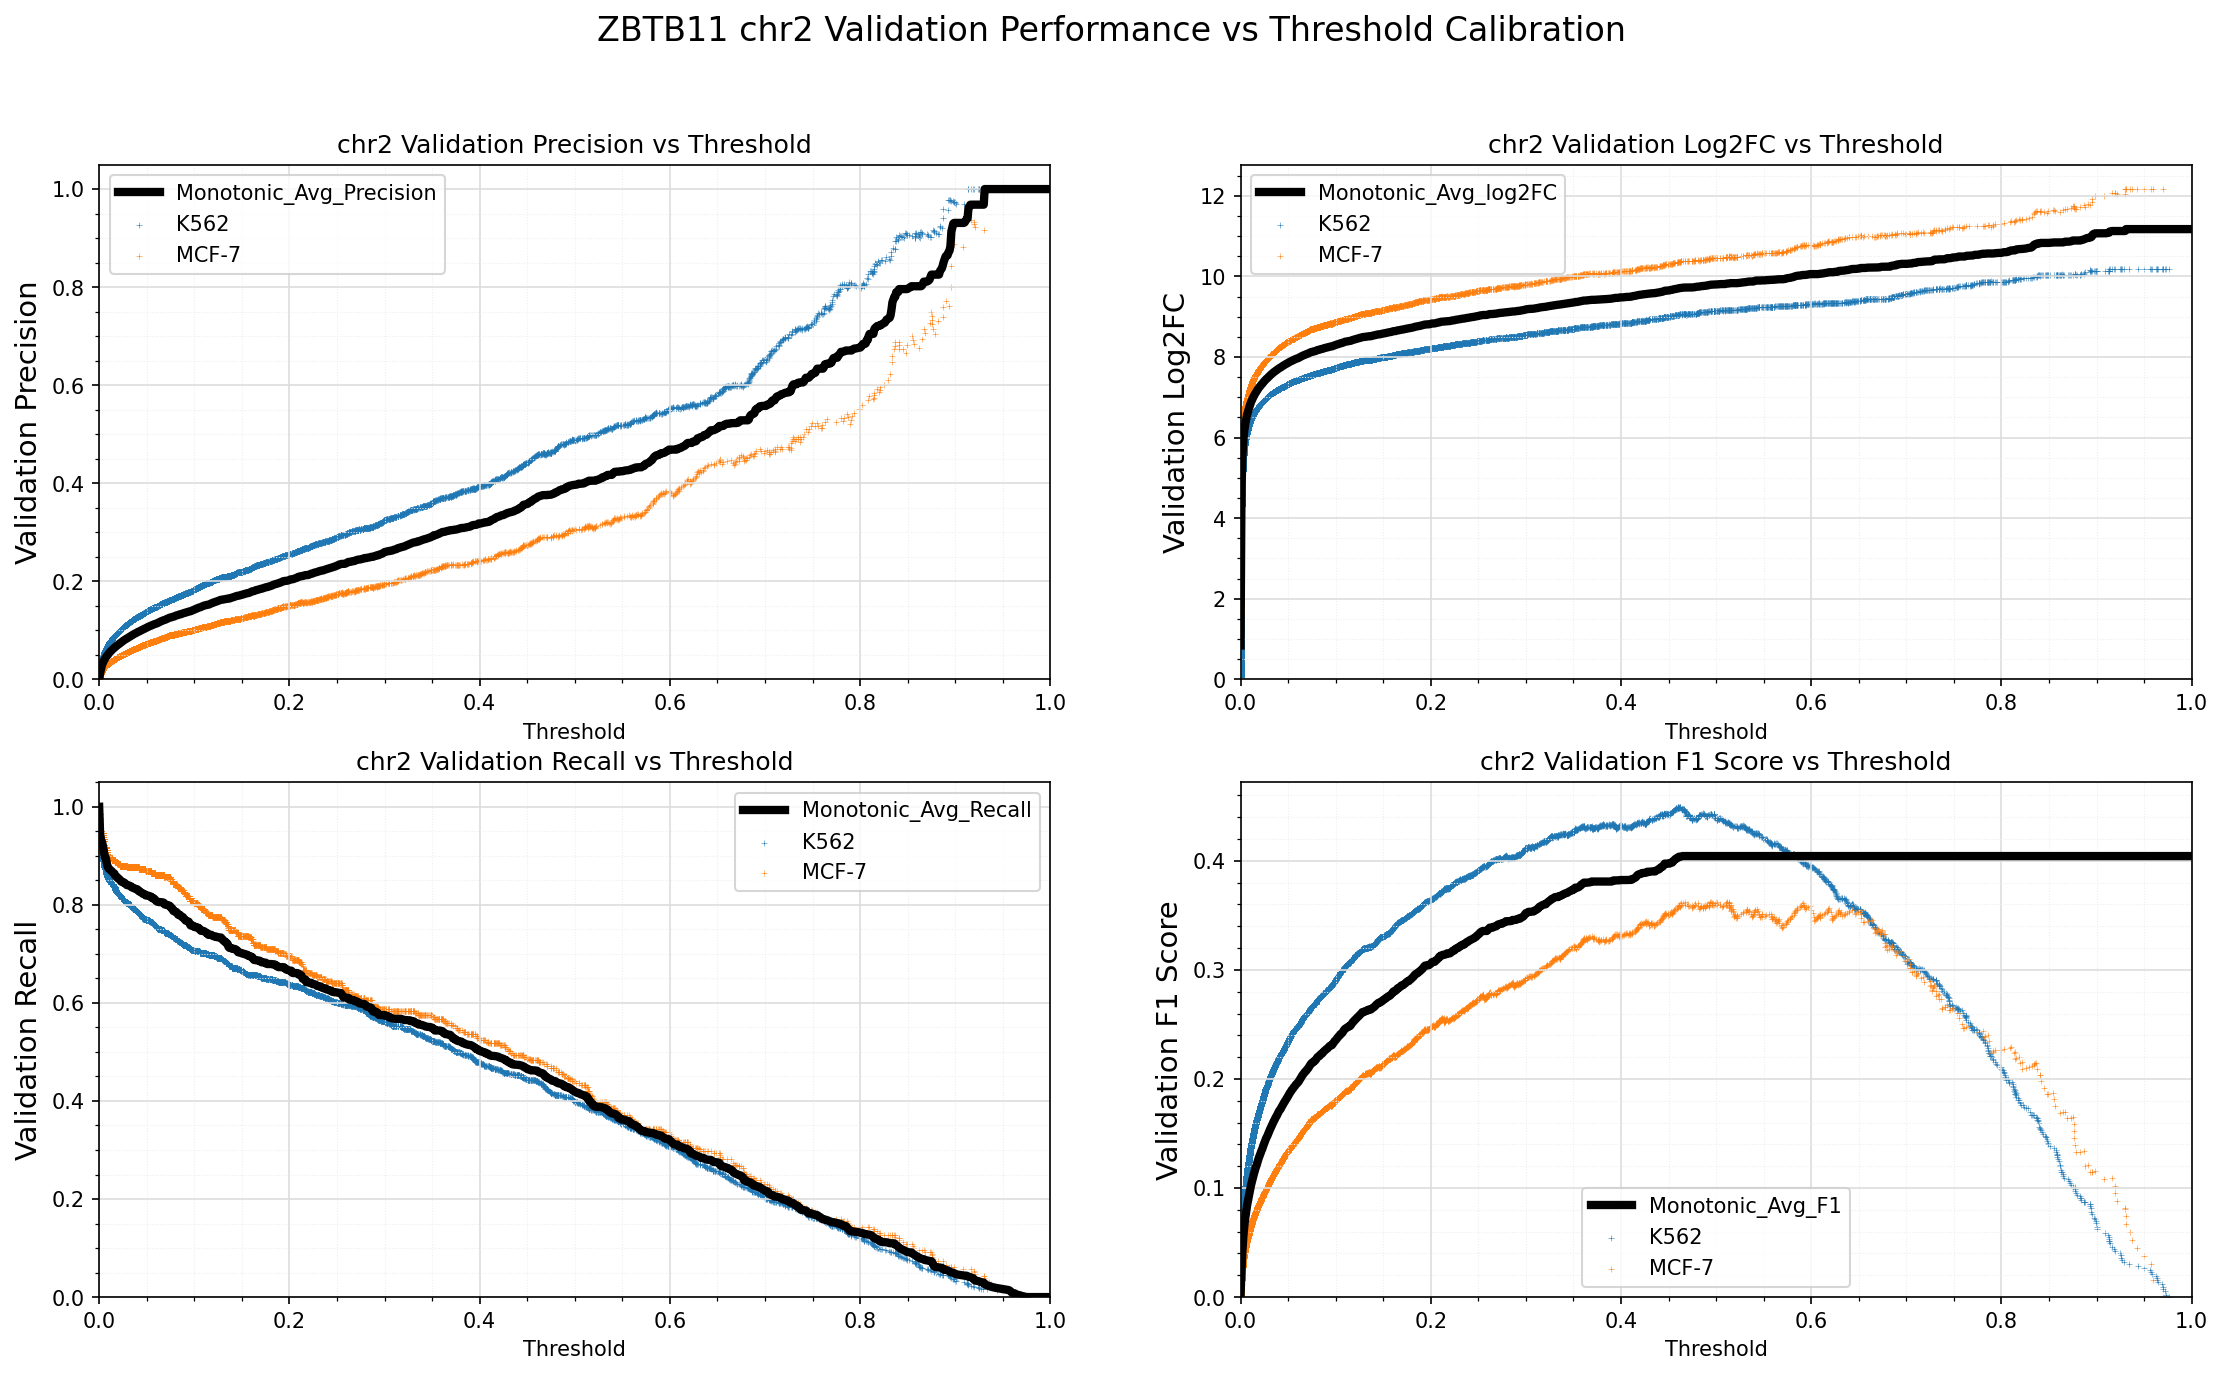 ZBTB11 chr2 Validation Performance vs Threshold Calibration
chr2 Validation Precision vs Threshold
Validation Precision
1.0
0.8
0.6
0.4
0.2
0.0
Monotonic_Avg_Precision
K562
MCF-7
0.0 0.2 0.4 0.6 0.8 1.0
Threshold
chr2 Validation Log2FC vs Threshold
Validation Log2FC
12
10
8
6
4
2
0
Monotonic_Avg_log2FC
K562
MCF-7
0.0 0.2 0.4 0.6 0.8 1.0
Threshold
chr2 Validation Recall vs Threshold
Validation Recall
1.0
0.8
0.6
0.4
0.2
0.0
Monotonic_Avg_Recall
K562
MCF-7
0.0 0.2 0.4 0.6 0.8 1.0
Threshold
chr2 Validation F1 Score vs Threshold
Validation F1 Score
0.4
0.3
0.2
0.1
0.0
Monotonic_Avg_F1
K562
MCF-7
0.0 0.2 0.4 0.6 0.8 1.0
Threshold